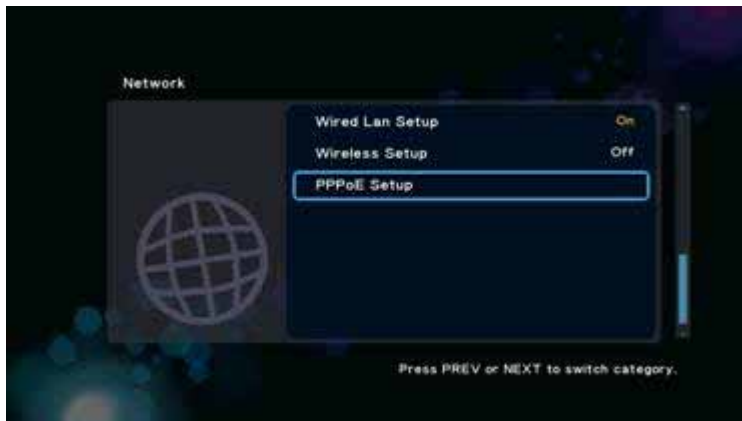 Network
Wired Lan Setup On
Wireless Setup Off
PPPoE Setup
Press PREV or NEXT to switch category.